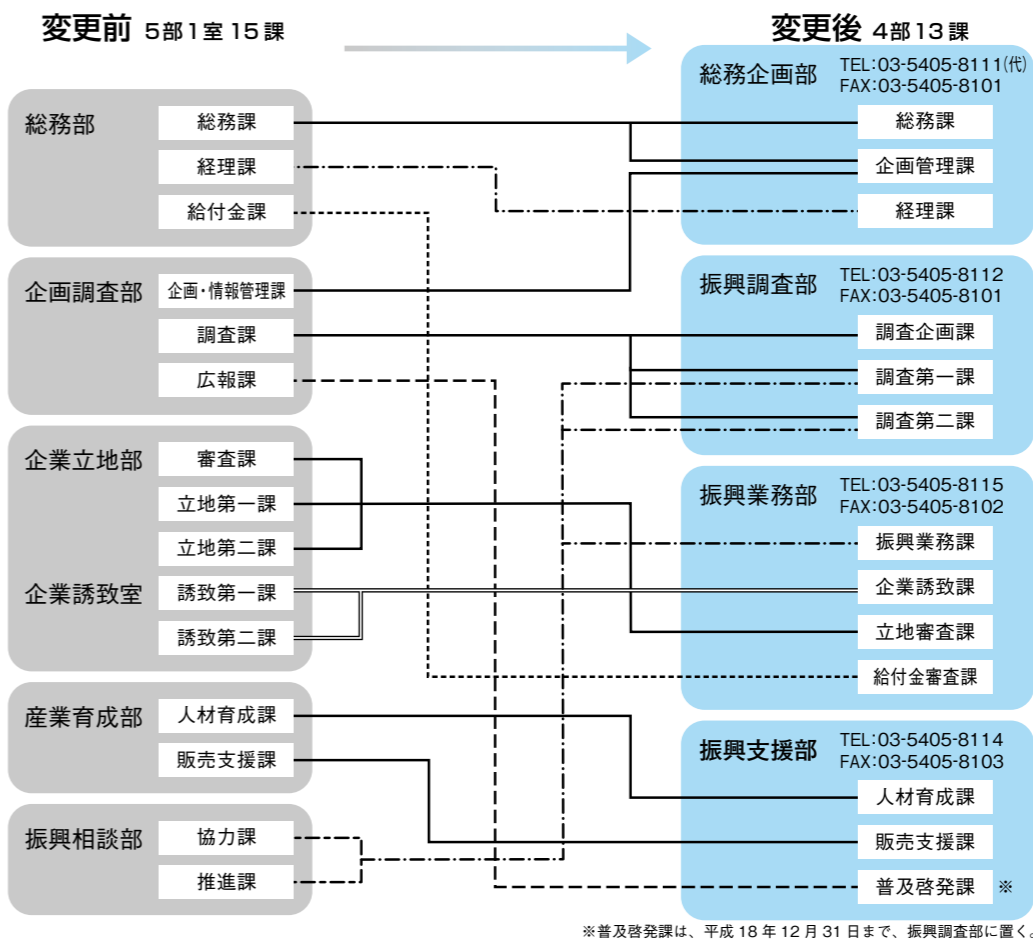 変更前 5部1室15課
総務部
総務課
経理課
給付金課
企画調査部
企画・情報管理課
調査課
広報課
企業立地部
審査課
立地第一課
立地第二課
企業誘致室
誘致第一課
誘致第二課
産業育成部
人材育成課
販売支援課
振興相談部
協力課
推進課
変更後 4部13課
総務企画部
TEL:03-5405-8111(代)
FAX:03-5405-8101
総務課
企画管理課
経理課
振興調査部
TEL:03-5405-8112
FAX:03-5405-8101
調査企画課
調査第一課
調査第二課
振興業務部
TEL:03-5405-8115
FAX:03-5405-8102
振興業務課
企業誘致課
立地審査課
給付金審査課
振興支援部
TEL:03-5405-8114
FAX:03-5405-8103
人材育成課
販売支援課
普及啓発課 ※
※普及啓発課は、平成18年12月31日まで、振興調査部に置く。